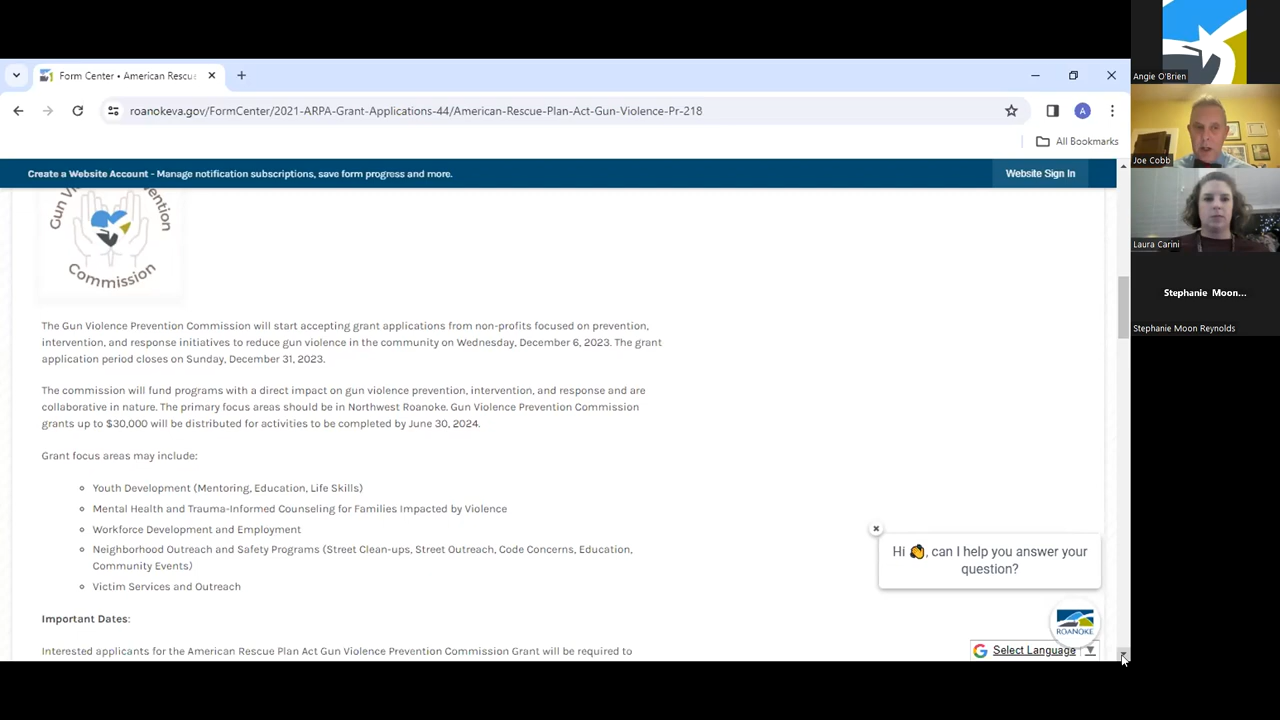 Form Center • American Rescue
roanokeva.gov/FormCenter/2021-ARPA-Grant-Applications-44/American-Rescue-Plan-Act-Gun-Violence-Pr-218
A
All Bookmarks
Create a Website Account - Manage notification subscriptions, save form progress and more.
Website Sign In
Commission
The Gun Violence Prevention Commission will start accepting grant applications from non-profits focused on prevention,
intervention, and response initiatives to reduce gun violence in the community on Wednesday, December 6, 2023. The grant
application period closes on Sunday, December 31, 2023.
The commission will fund programs with a direct impact on gun violence prevention, intervention, and response and are
collaborative in nature. The primary focus areas should be in Northwest Roanoke. Gun Violence Prevention Commission
grants up to $30,000 will be distributed for activities to be completed by June 30, 2024.
Grant focus areas may include:
Youth Development (Mentoring, Education, Life Skills)
Mental Health and Trauma-Informed Counseling for Families Impacted by Violence
Workforce Development and Employment
Neighborhood Outreach and Safety Programs (Street Clean-ups, Street Outreach, Code Concerns, Education,
Community Events)
Victim Services and Outreach
Important Dates:
Interested applicants for the American Rescue Plan Act Gun Violence Prevention Commission Grant will be required to
Hi 👋, can I help you answer your
question?
ROANOKE
Select Language
Angie O'Brien
Joe Cobb
Laura Carini
Stephanie Moon...
Stephanie Moon Reynolds